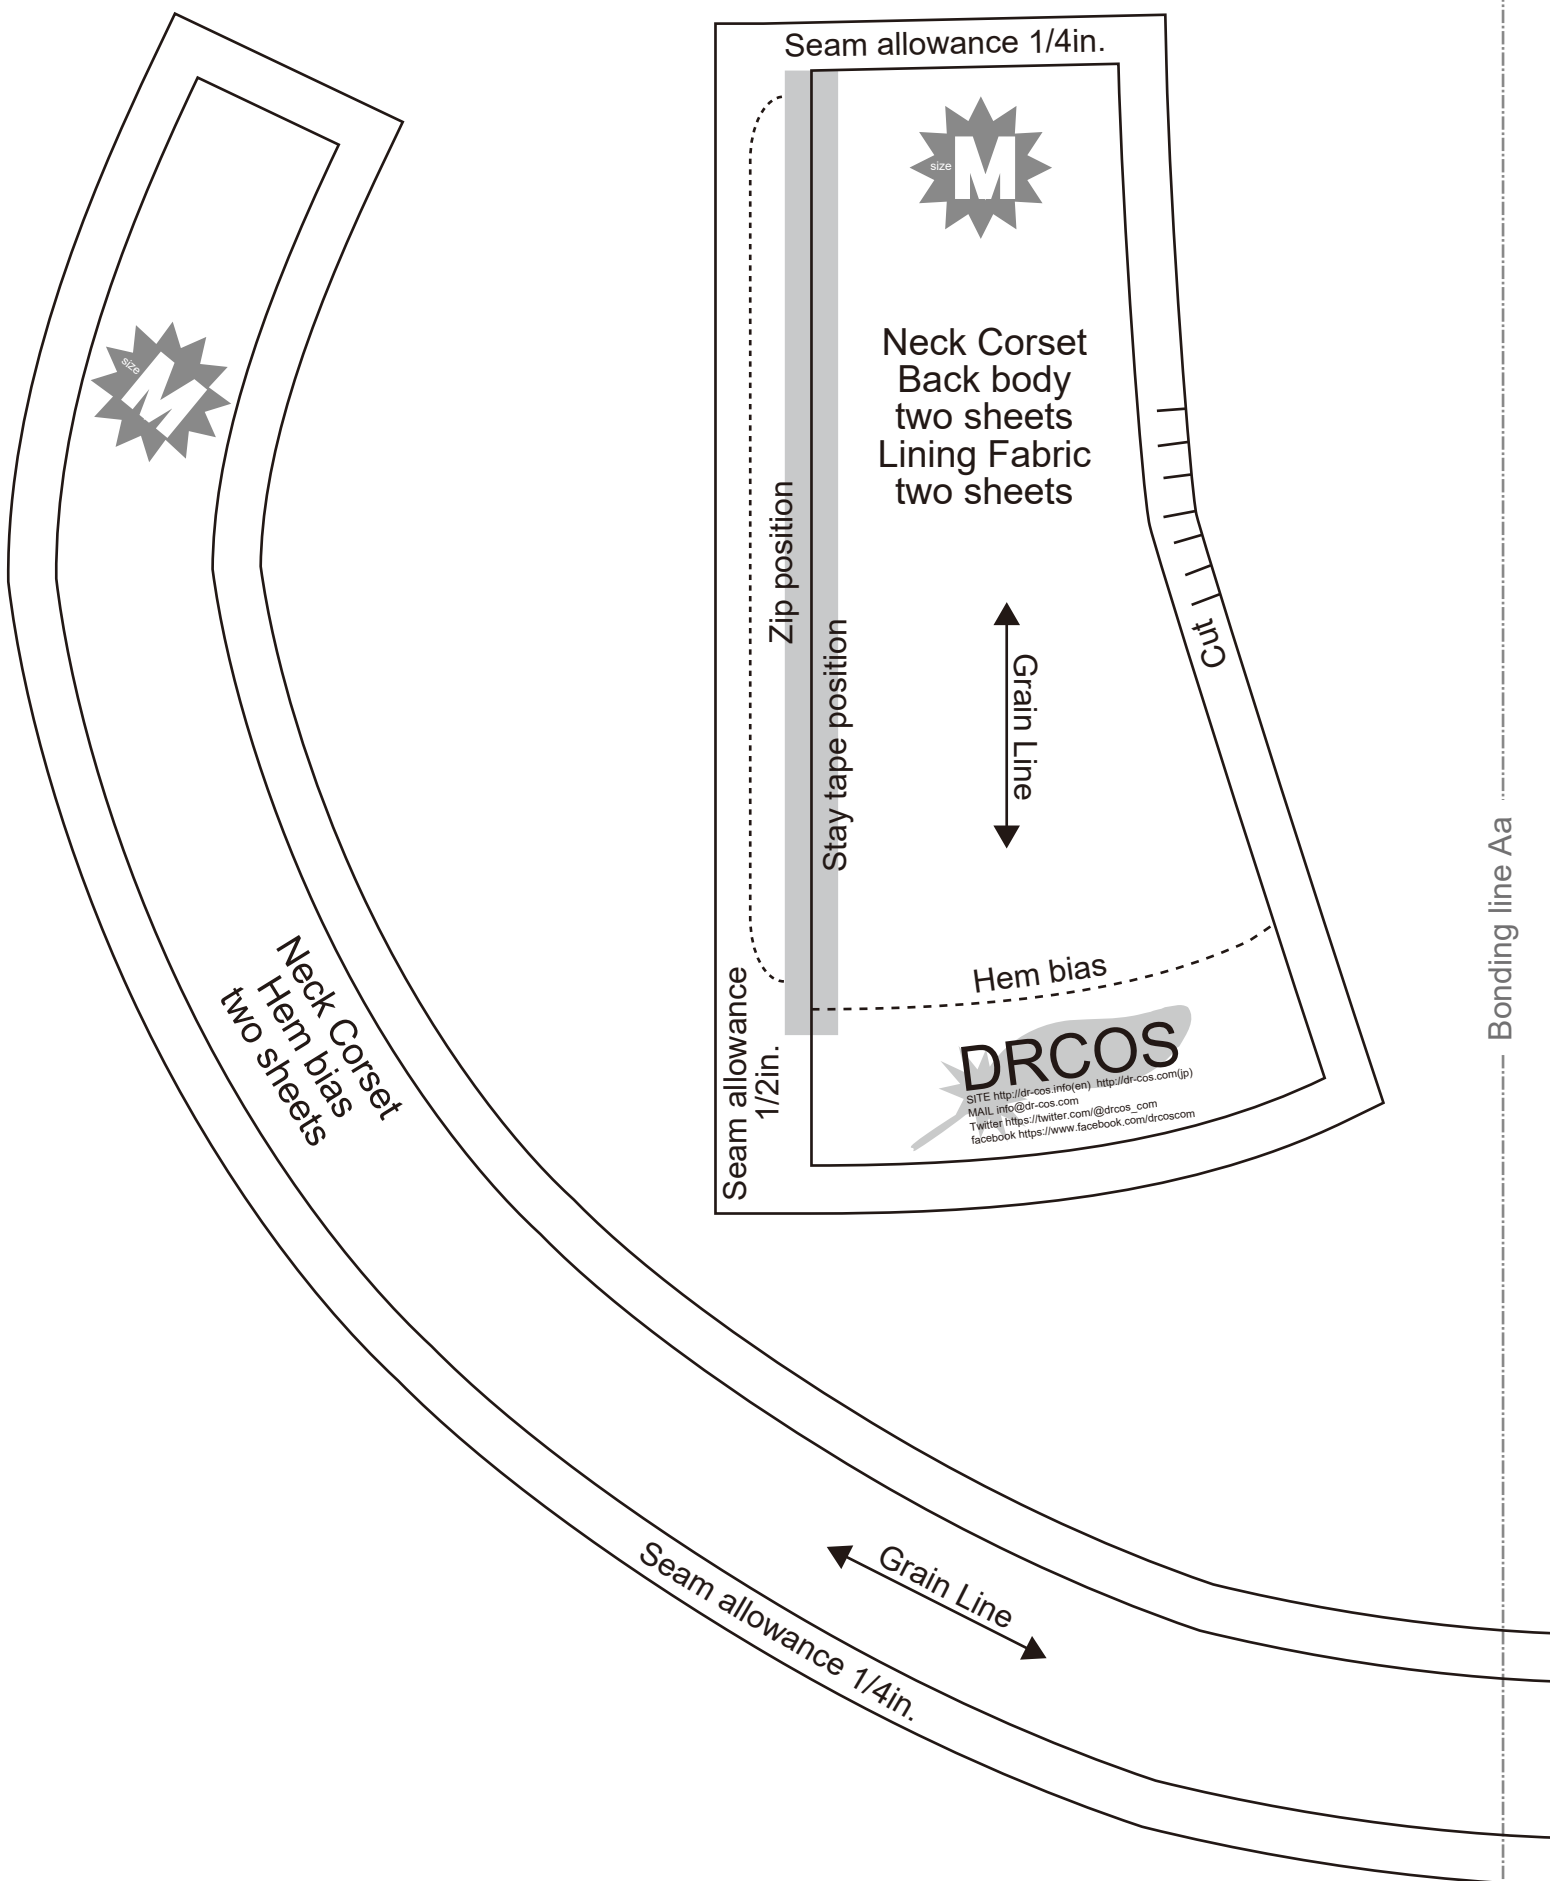 Seam allowance 1/4in.
size
M
Neck Corset
Back body
two sheets
Lining Fabric
two sheets
Zip position
Stay tape position
Grain Line
Cut
Hem bias
Seam allowance
1/2in.
DRCOS
SITE http://dr-cos.info(en) http://dr-cos.com(jp)
MAIL info@dr-cos.com
Twitter https://twitter.com/@drcos_com
facebook https://www.facebook.com/drcoscom
Bonding line Aa
size
M
Neck Corset
Hem bias
two sheets
Grain Line
Seam allowance 1/4in.